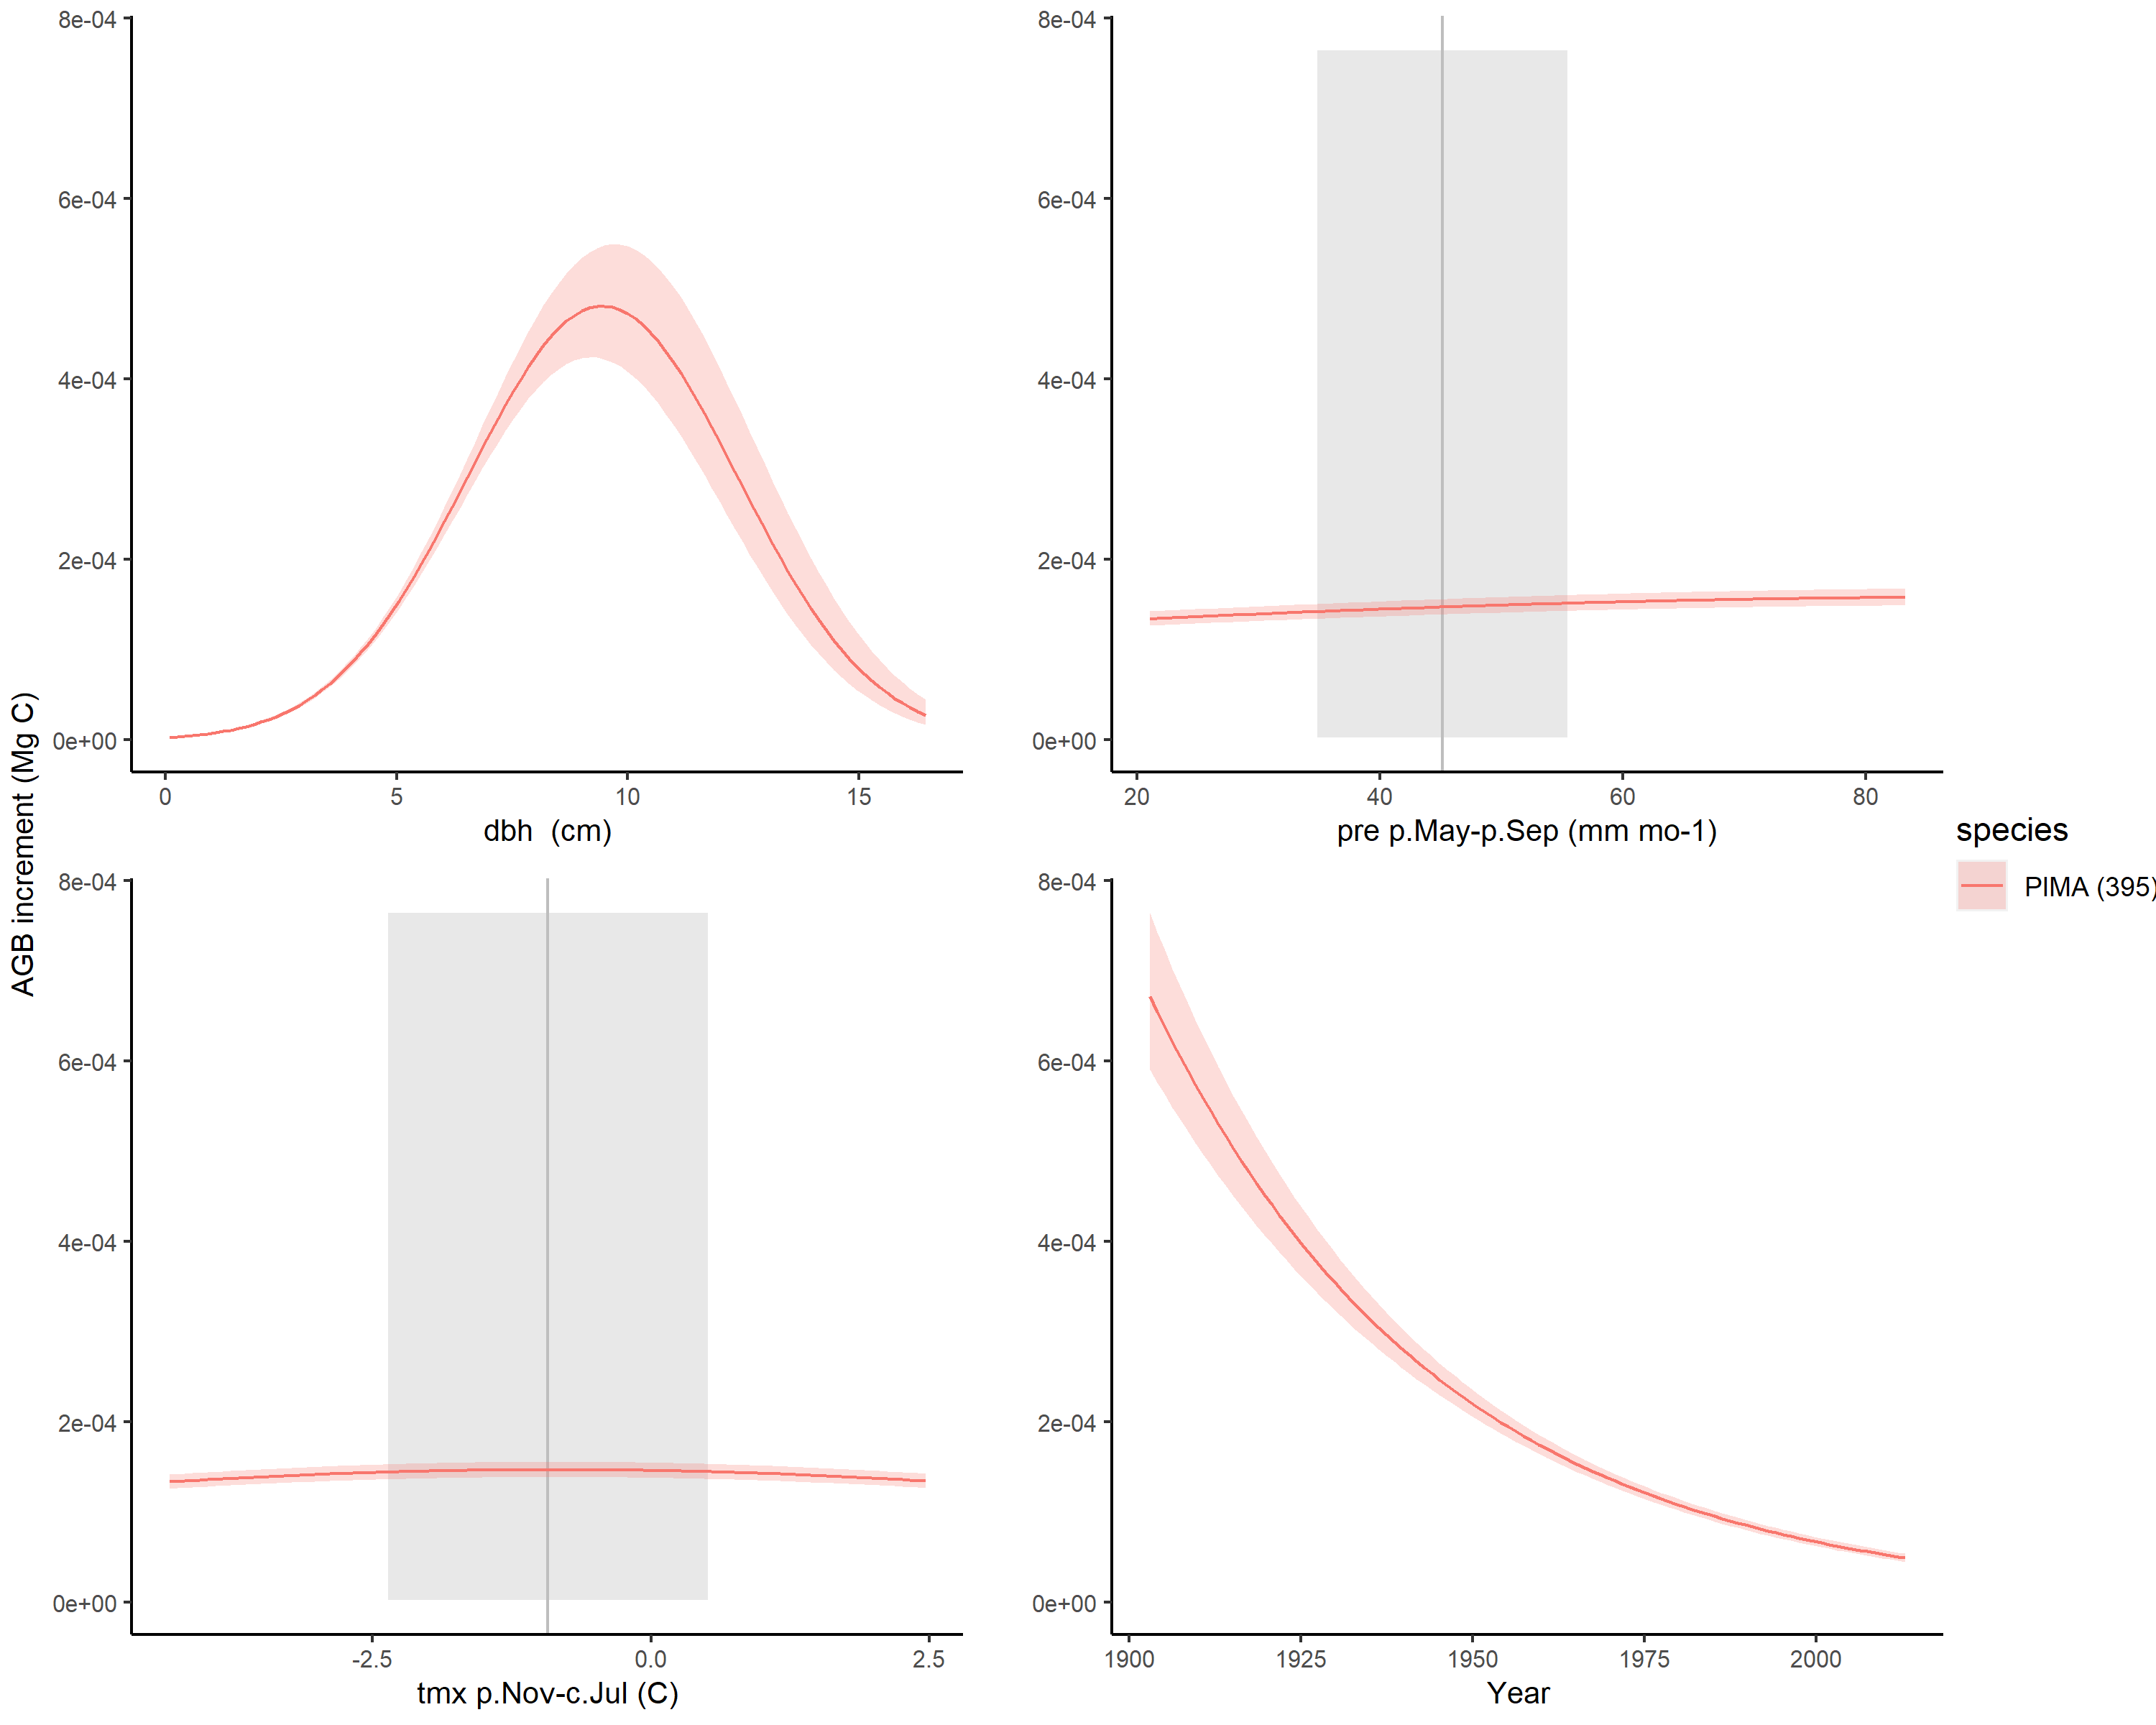 AGB increment (Mg C)
8e-04
6e-04
4e-04
2e-04
0e+00
0 5 10 15
dbh (cm)
8e-04
6e-04
4e-04
2e-04
0e+00
20 40 60 80
pre p.May-p.Sep (mm mo-1)
8e-04
6e-04
4e-04
2e-04
0e+00
-2.5 0.0 2.5
tmx p.Nov-c.Jul (C)
8e-04
6e-04
4e-04
2e-04
0e+00
1900 1925 1950 1975 2000
Year
species
PIMA (395)